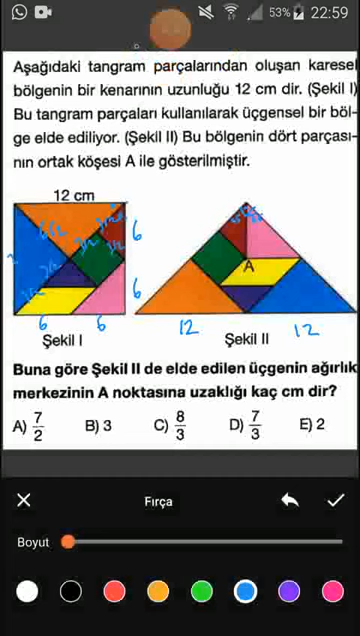 53% 22:59
Aşağıdaki tangram parçalarından oluşan karesel
bölgenin bir kenarının uzunluğu 12 cm dir. (Şekil I)
Bu tangram parçaları kullanılarak üçgensel bir böl-
ge elde ediliyor. (Şekil II) Bu bölgenin dört parçası-
nın ortak köşesi A ile gösterilmiştir.
12 cm
6√2
6
6
6
6
A
12
12
Şekil I
Şekil II
Buna göre Şekil II de elde edilen üçgenin ağırlık
merkezinin A noktasına uzaklığı kaç cm dir?
A) 7/2 B) 3 C) 8/3 D) 7/3 E) 2
Fırça
Boyut